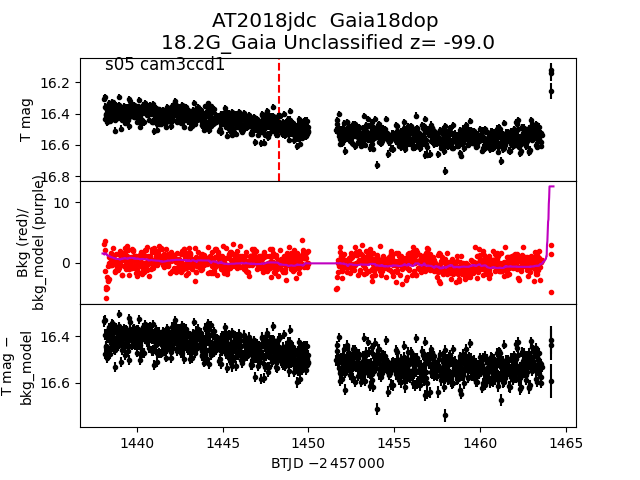 AT2018jdc  Gaia18dop
18.2G_Gaia Unclassified z= -99.0
s05 cam3ccd1
16.2
16.4
16.6
16.8
T mag
10
0
Bkg (red)/
bkg_model (purple)
16.4
16.6
T mag −
bkg_model
1440
1445
1450
1455
1460
1465
BTJD −2 457 000